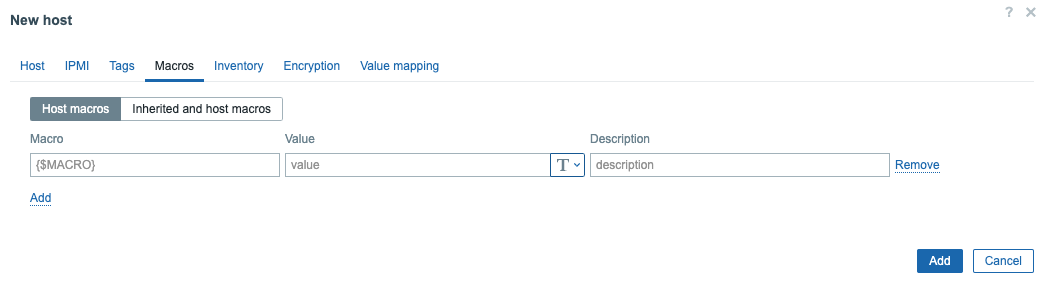 New host
? ×
Host IPMI Tags Macros Inventory Encryption Value mapping
Host macros Inherited and host macros
Macro Value Description
{$MACRO} value T description Remove
Add
Add Cancel